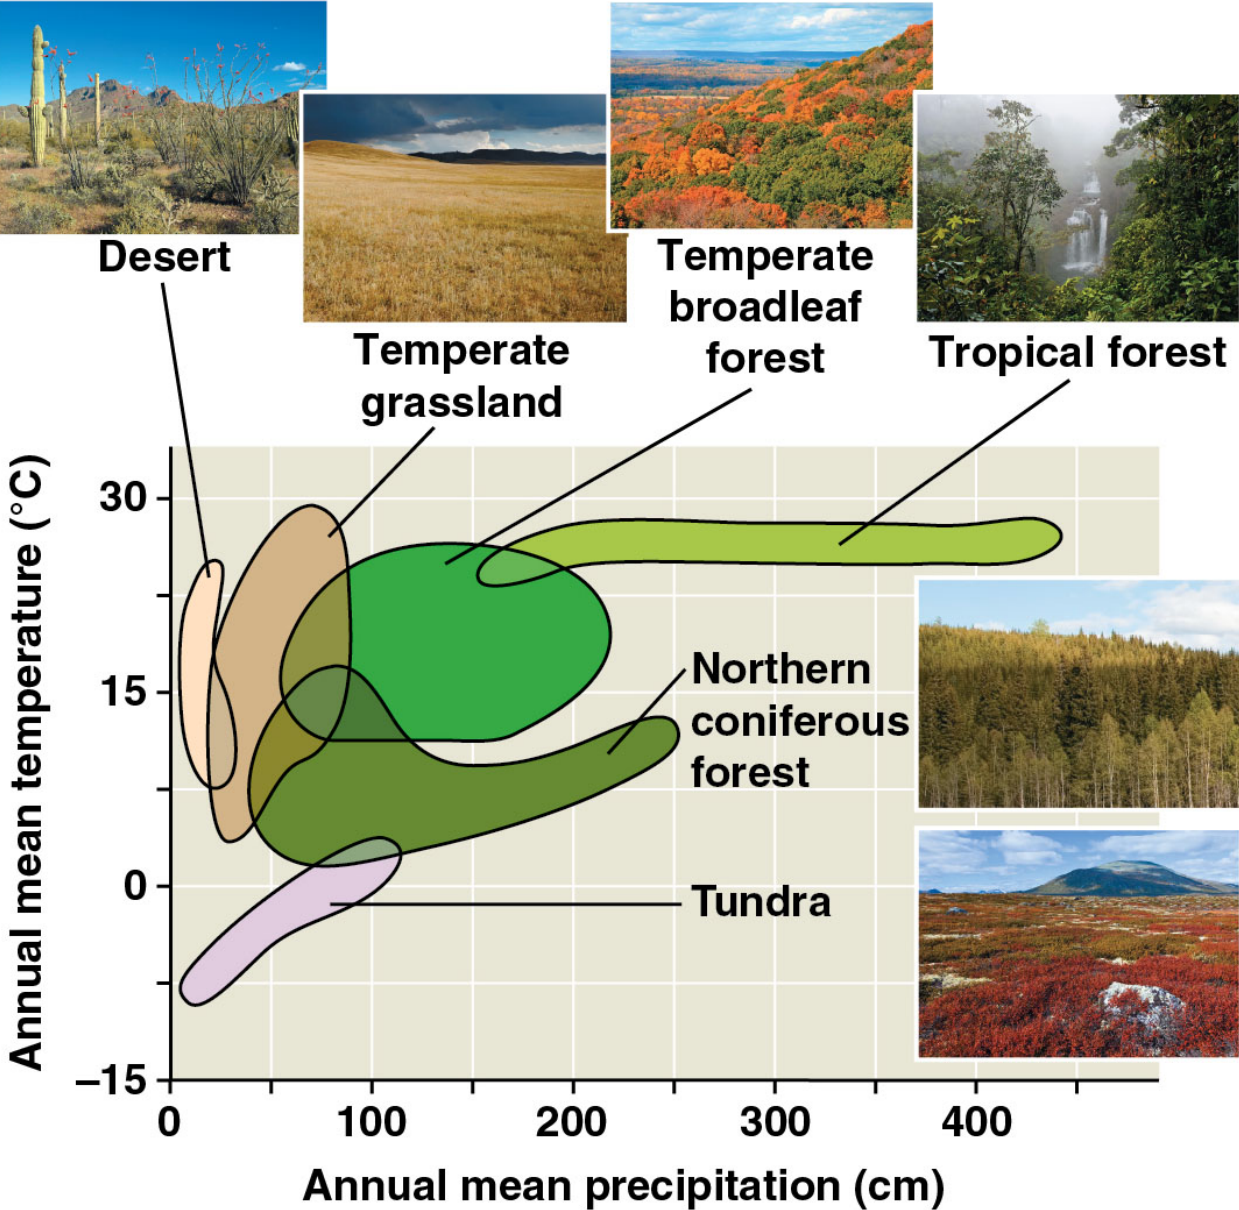 Desert
Temperate
grassland
Temperate
broadleaf
forest
Tropical forest
Annual mean temperature (°C)
30
15
0
–15
Northern
coniferous
forest
Tundra
0
100
200
300
400
Annual mean precipitation (cm)